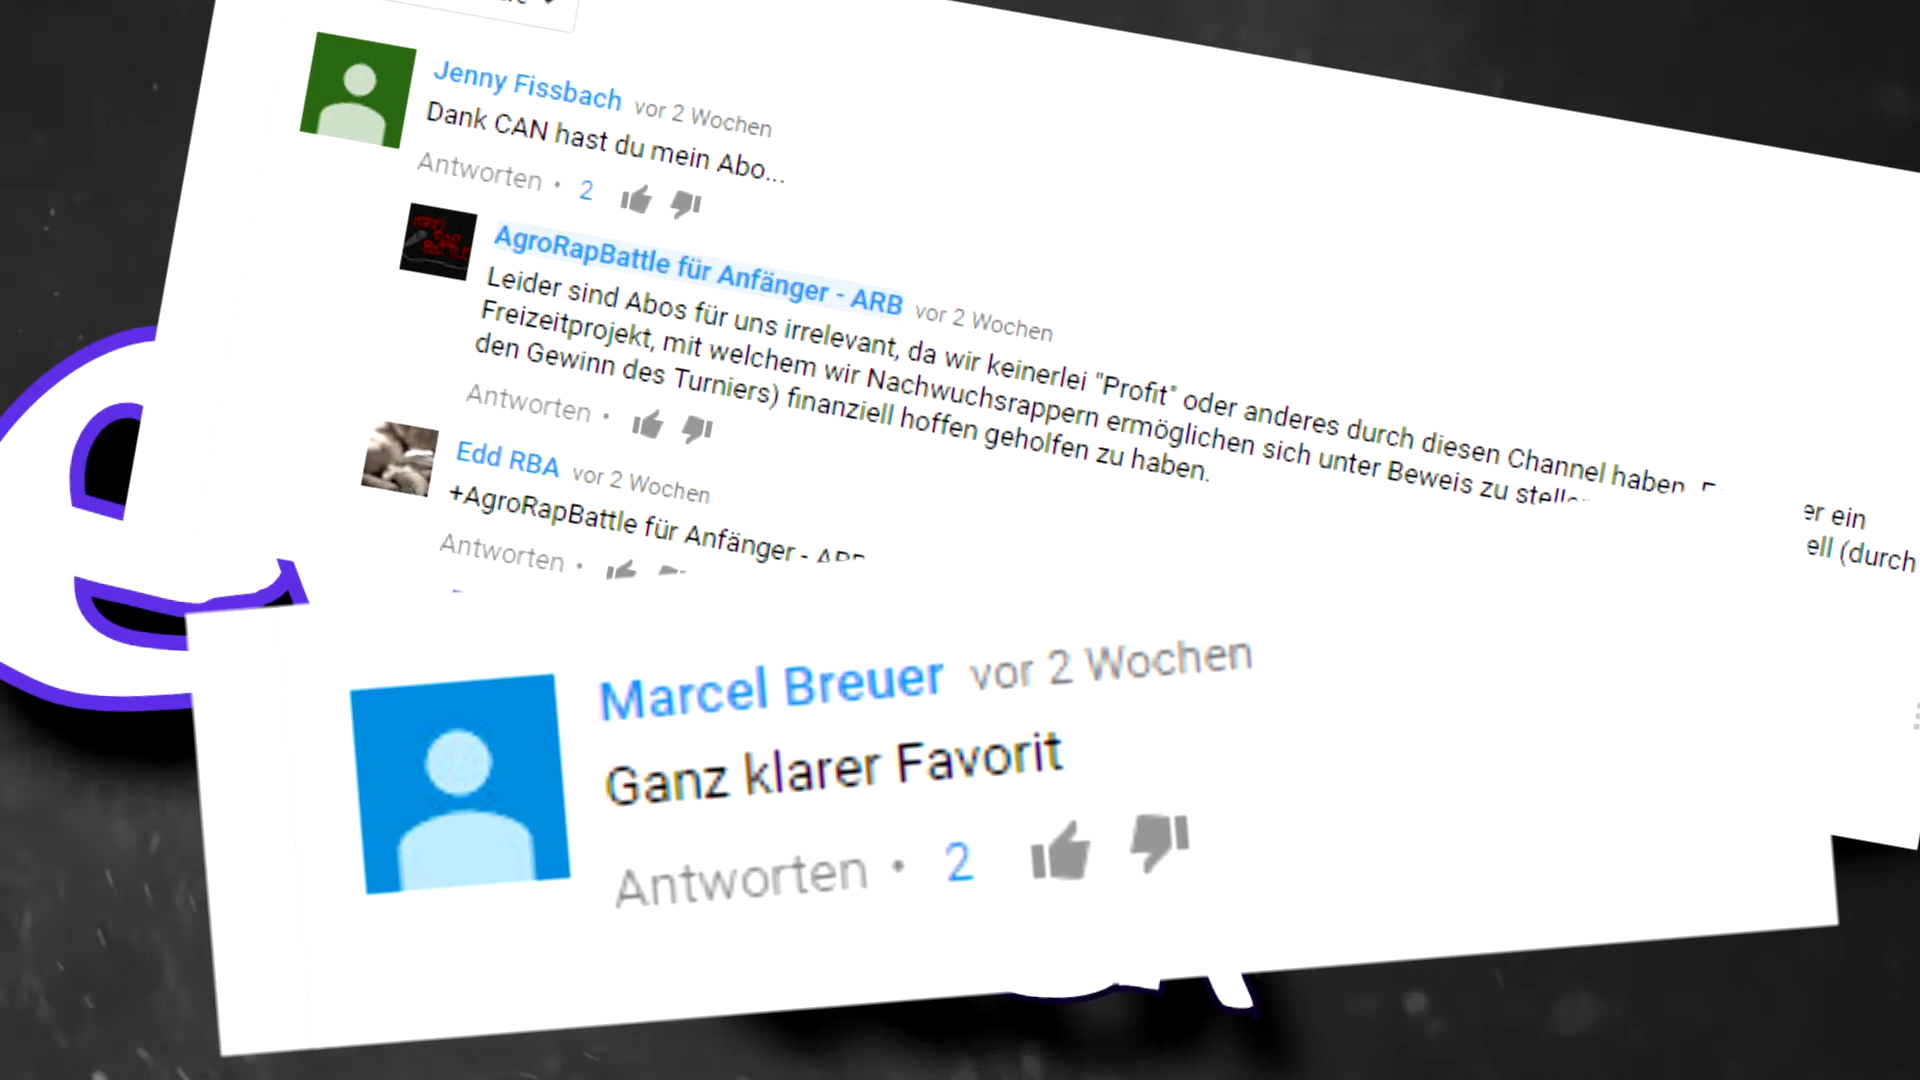 Jenny Fissbach vor 2 Wochen
Dank CAN hast du mein Abo...
Antworten • 2
AgroRapBattle für Anfänger - ARB vor 2 Wochen
Leider sind Abos für uns irrelevant, da wir keinerlei "Profit" oder anderes durch diesen Channel haben er ein
Freizeitprojekt, mit welchem wir Nachwuchsrappern ermöglichen sich unter Beweis zu ell (durch
den Gewinn des Turniers) finanziell hoffen geholfen zu haben.
Antworten •
Edd RBA vor 2 Wochen
+AgroRapBattle für Anfänger - ARB
Antworten •
Marcel Breuer vor 2 Wochen
Ganz klarer Favorit
Antworten • 2